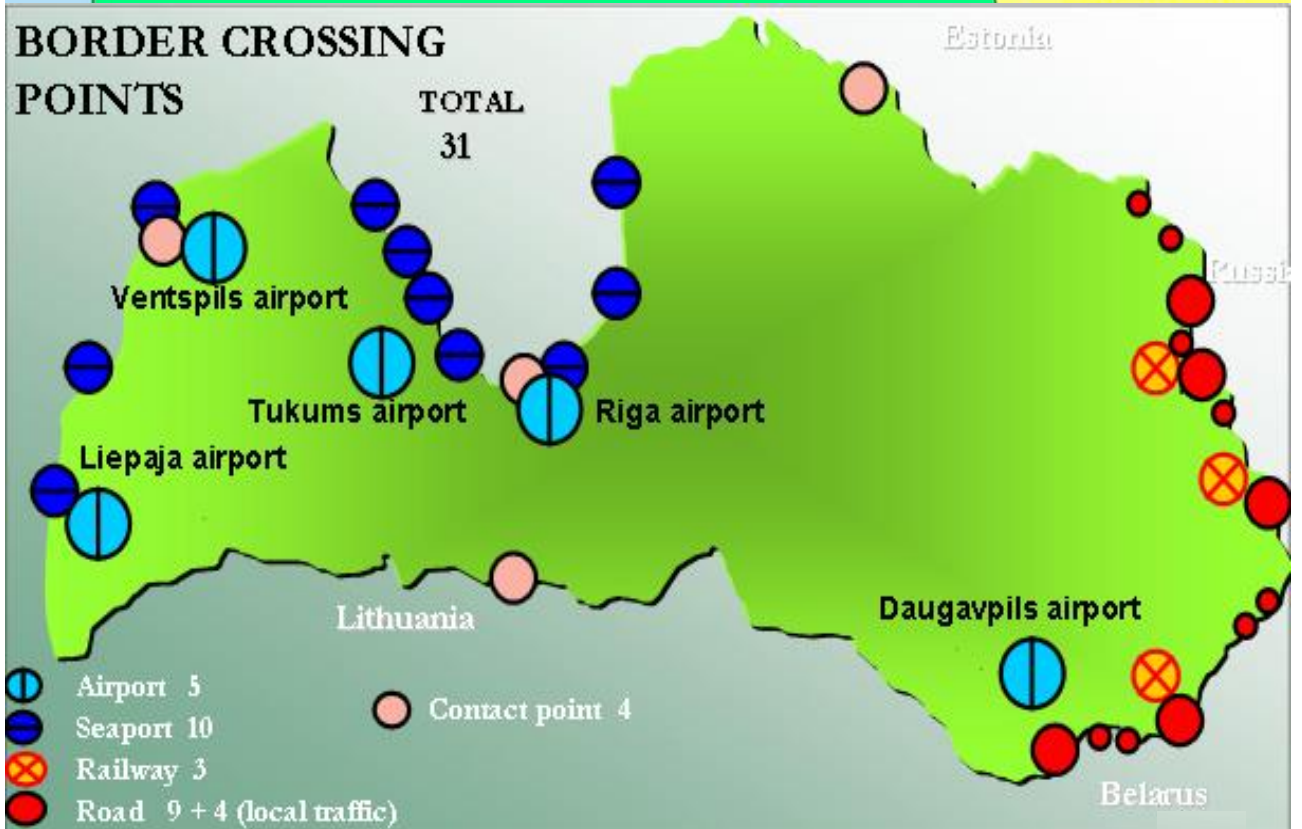 BORDER CROSSING
POINTS
TOTAL
31
Estonia
Russia
Ventspils airport
Tukums airport
Riga airport
Liepaja airport
Lithuania
Daugavpils airport
Airport 5
Contact point 4
Seaport 10
Railway 3
Road 9 + 4 (local traffic)
Belarus